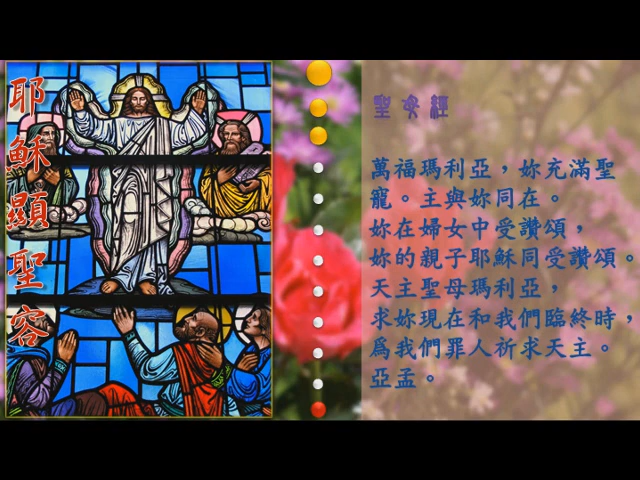 耶穌顯聖容
聖母經
萬福瑪利亞，妳充滿聖
寵。主與妳同在。
妳在婦女中受讚頌，
妳的親子耶穌同受讚頌。
天主聖母瑪利亞，
求妳現在和我們臨終時，
為我們罪人祈求天主。
亞孟。